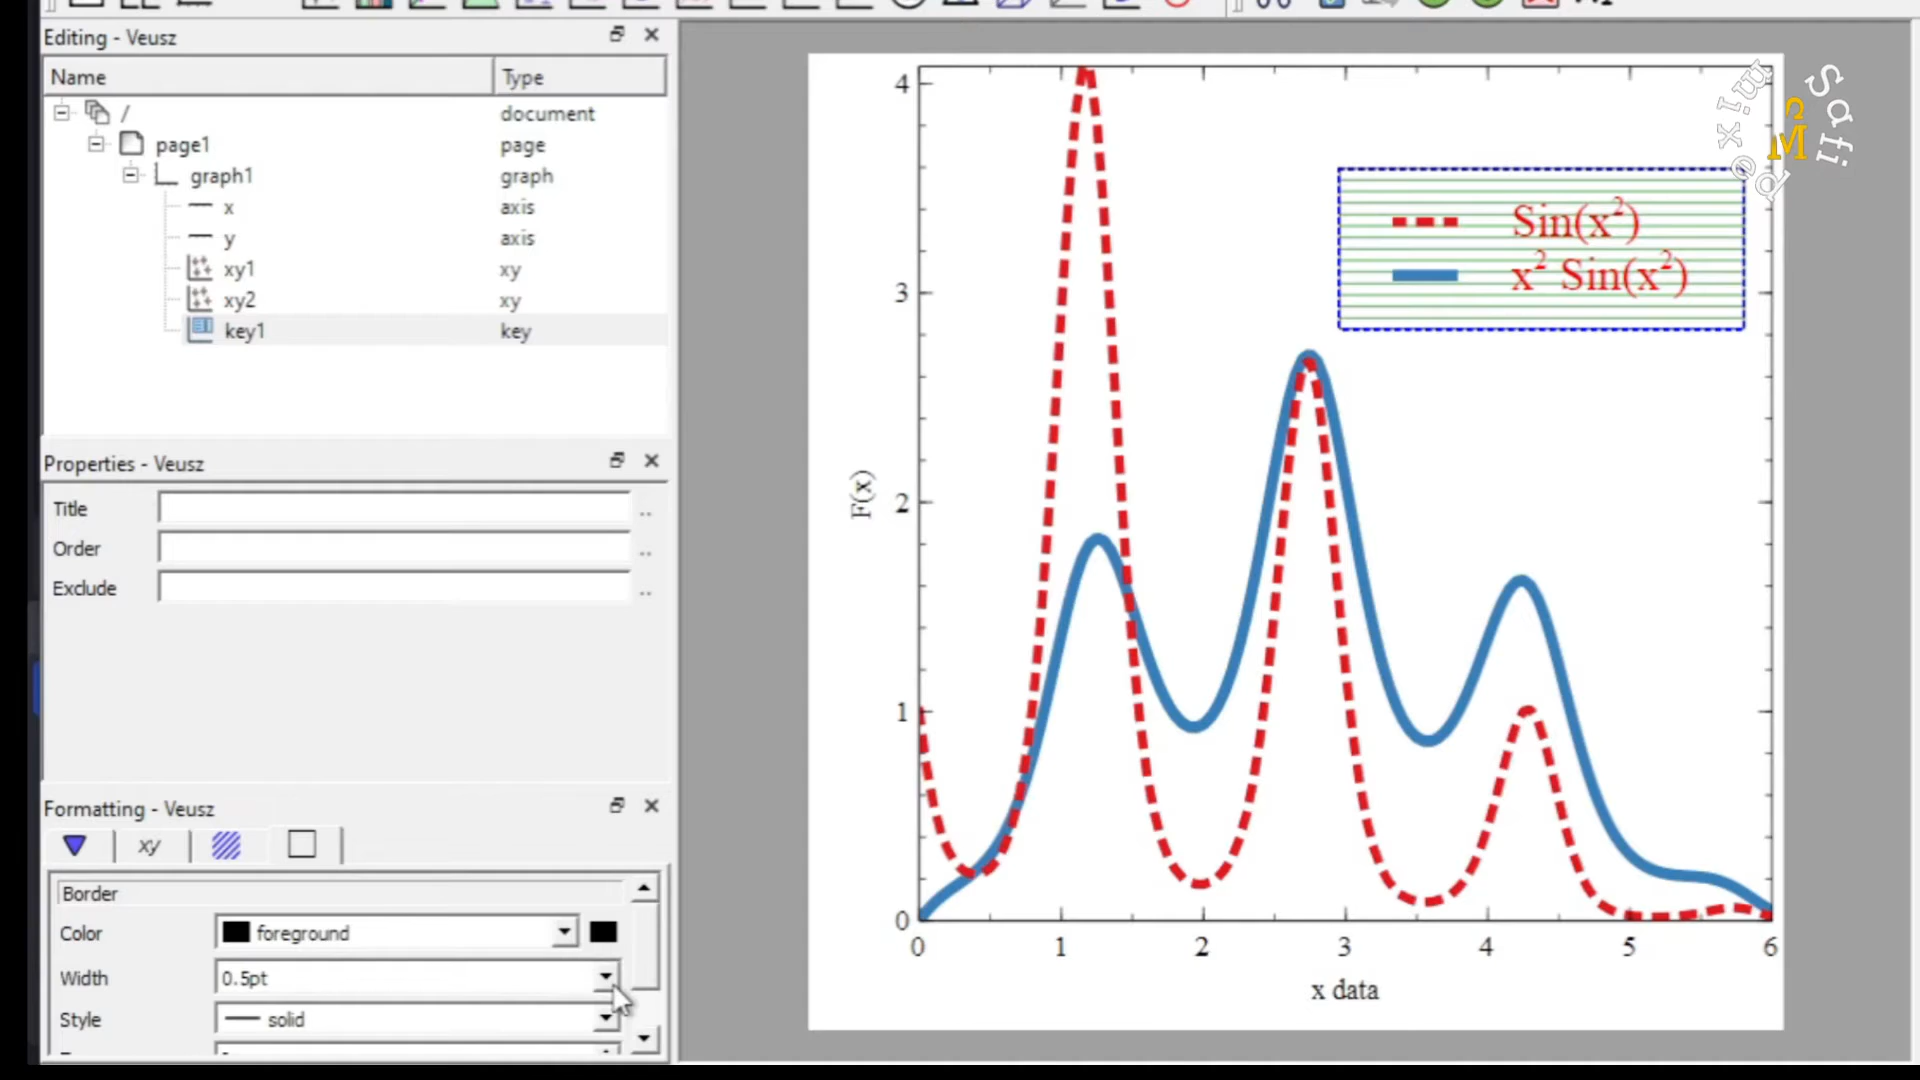 Editing - Veusz
Name Type
/ document
page1 page
graph1 graph
x axis
y axis
xy1 xy
xy2 xy
key1 key
Properties - Veusz
Title ..
Order ..
Exclude ..
Formatting - Veusz
xy
Border
Color foreground
Width 0.5pt
Style solid
4
3
2
1
0
F(x)
0 1 2 3 4 5 6
x data
Sin(x²)
x² Sin(x²)
Safi
M